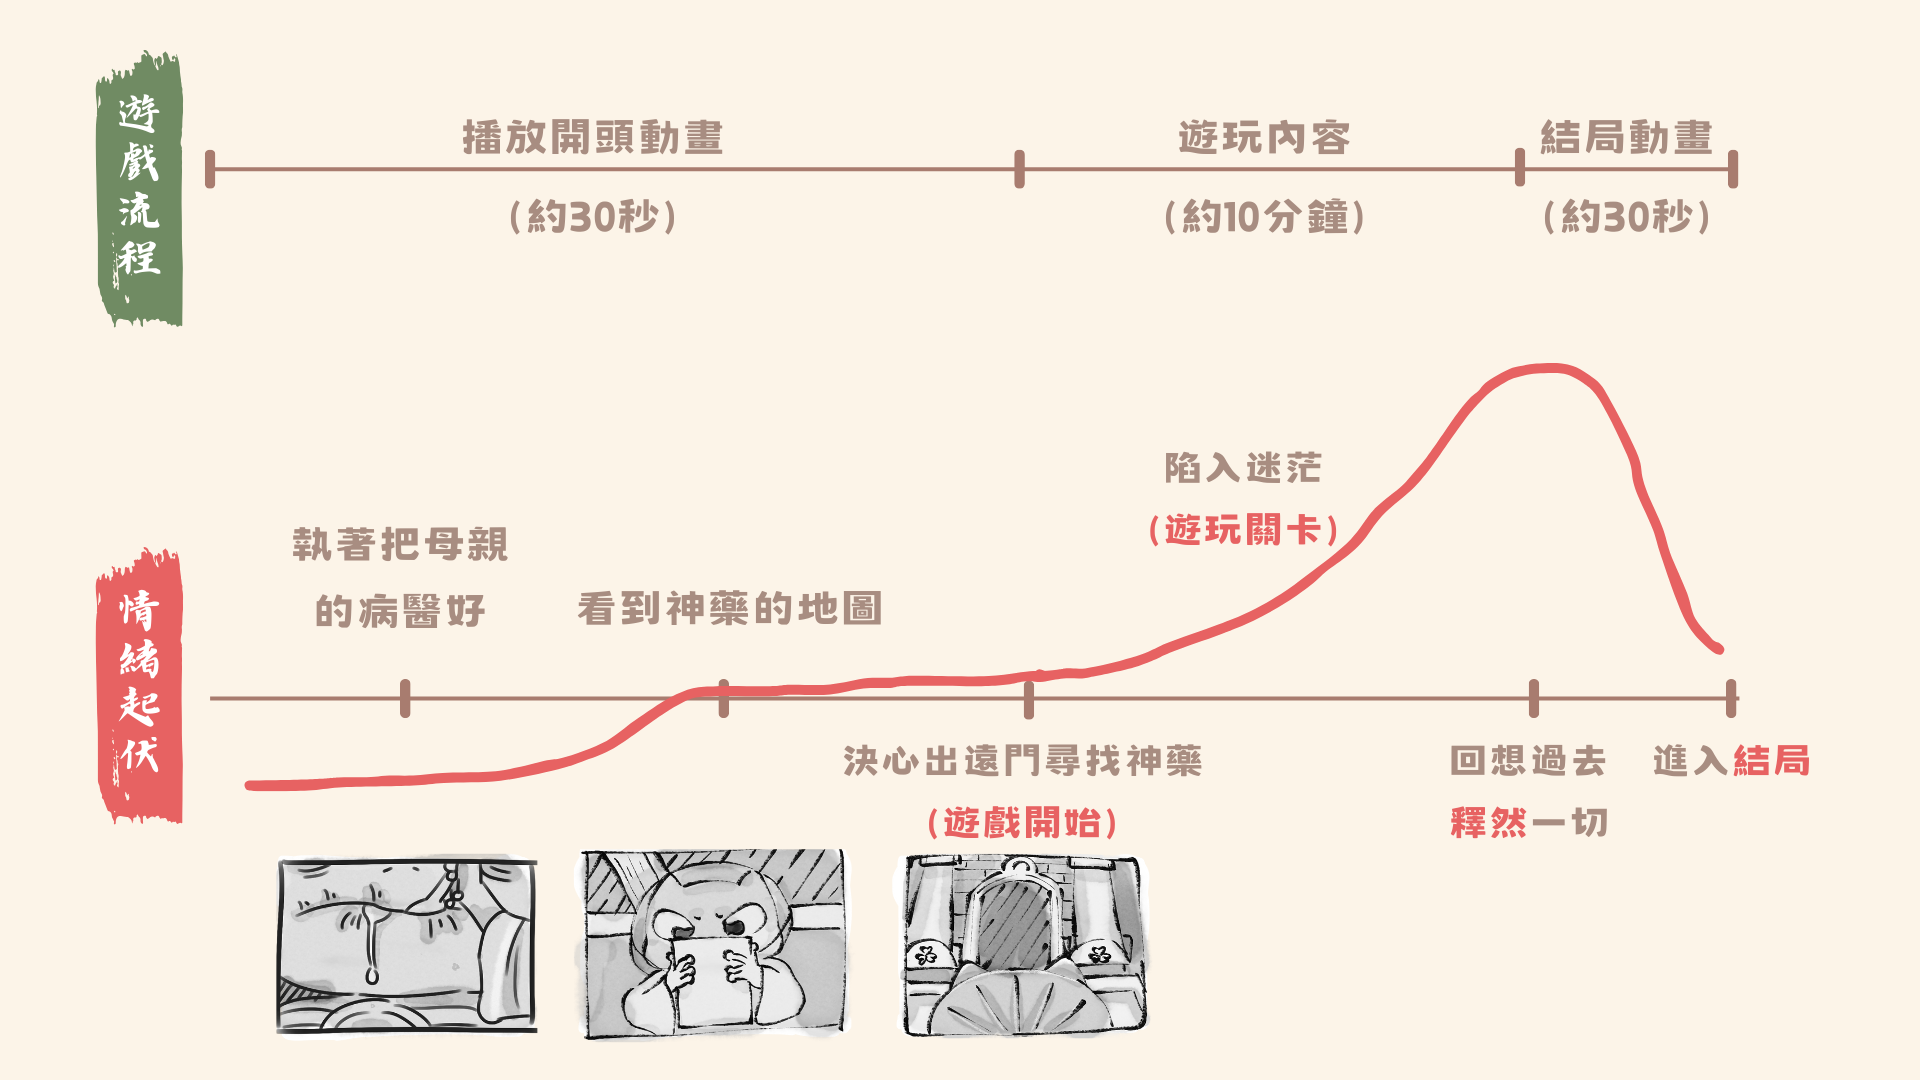 遊戲流程
播放開頭動畫
(約30秒)
遊玩內容
(約10分鐘)
結局動畫
(約30秒)
情緒起伏
執著把母親
的病醫好
看到神藥的地圖
決心出遠門尋找神藥
(遊戲開始)
陷入迷茫
(遊玩關卡)
回想過去
釋然一切
進入結局